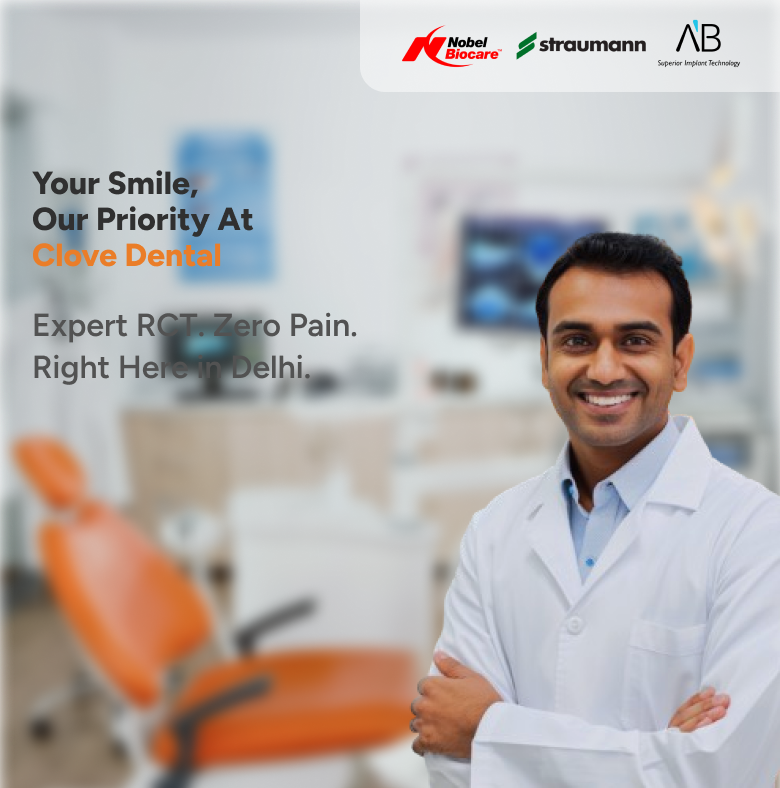 Nobel
Biocare™
straumann
AB
Superior Implant Technology
Your Smile,
Our Priority At
Clove Dental
Expert RCT. Zero Pain.
Right Here in Delhi.